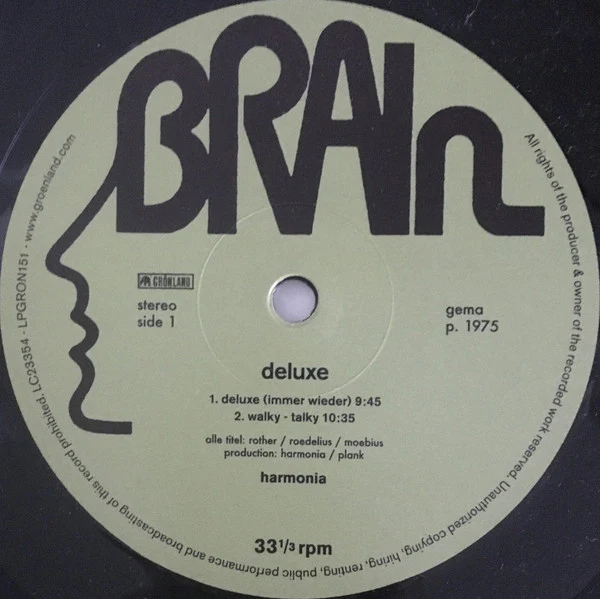 BRAIN
GRÖNLAND
stereo
side 1
gema
p. 1975
deluxe
1. deluxe (immer wieder) 9:45
2. walky - talky 10:35
alle titel: rother / roedelius / moebius
production: harmonia / plank
harmonia
33 1/3 rpm
All rights of the producer & owner of the recorded work reserved. Unauthorized copying, hiring, renting, public performance and broadcasting of this record prohibited. LC23354 - LPGRON151 - www.groenland.com